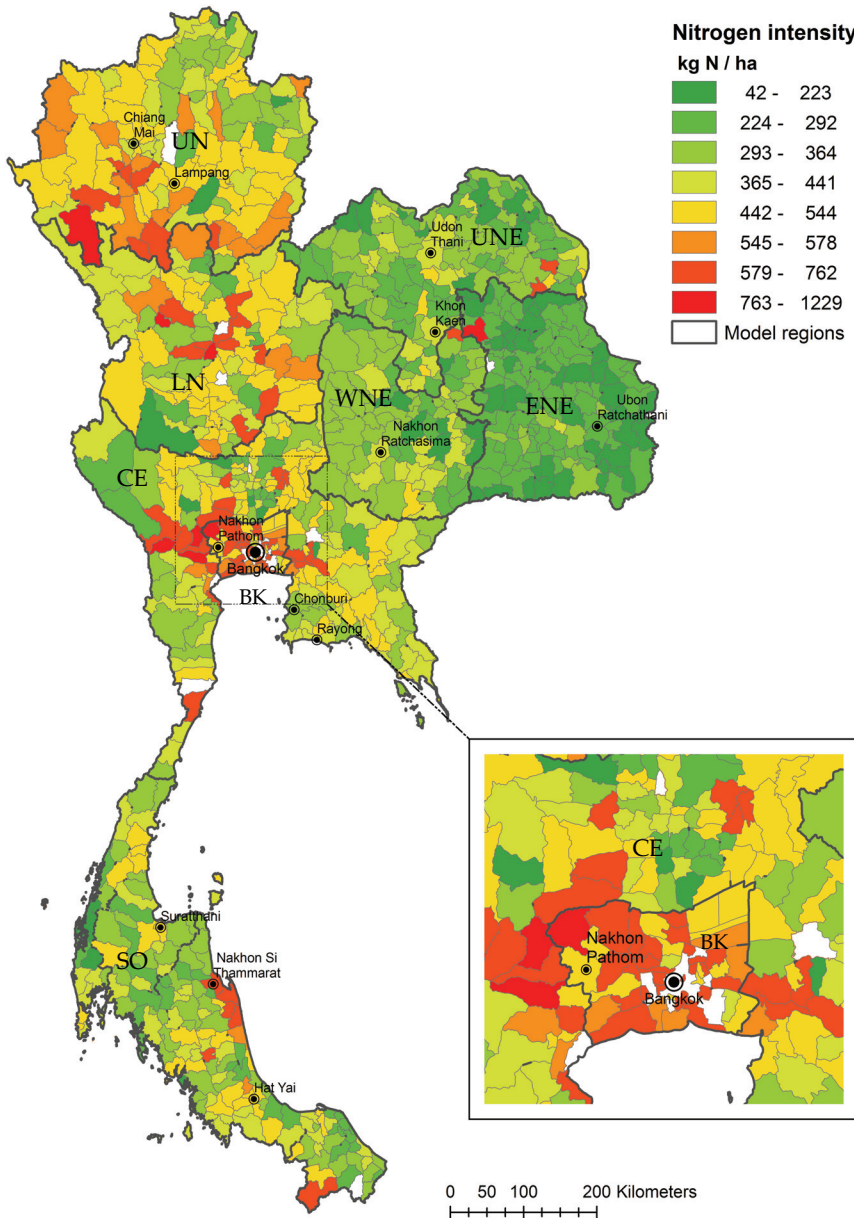 Nitrogen intensity
kg N / ha
42 - 223
224 - 292
293 - 364
365 - 441
442 - 544
545 - 578
579 - 762
763 - 1229
Model regions
Chiang
Mai
UN
Lampang
Udon
Thani
UNE
Khon
Kaen
LN
WNE
ENE
Ubon
Ratchathani
Nakhon
Ratchasima
CE
Nakhon
Pathom
Bangkok
BK
Chonburi
Rayong
CE
BK
Nakhon
Pathom
Bangkok
Suratthani
SO
Nakhon Si
Thammarat
Hat Yai
0 50 100 200 Kilometers